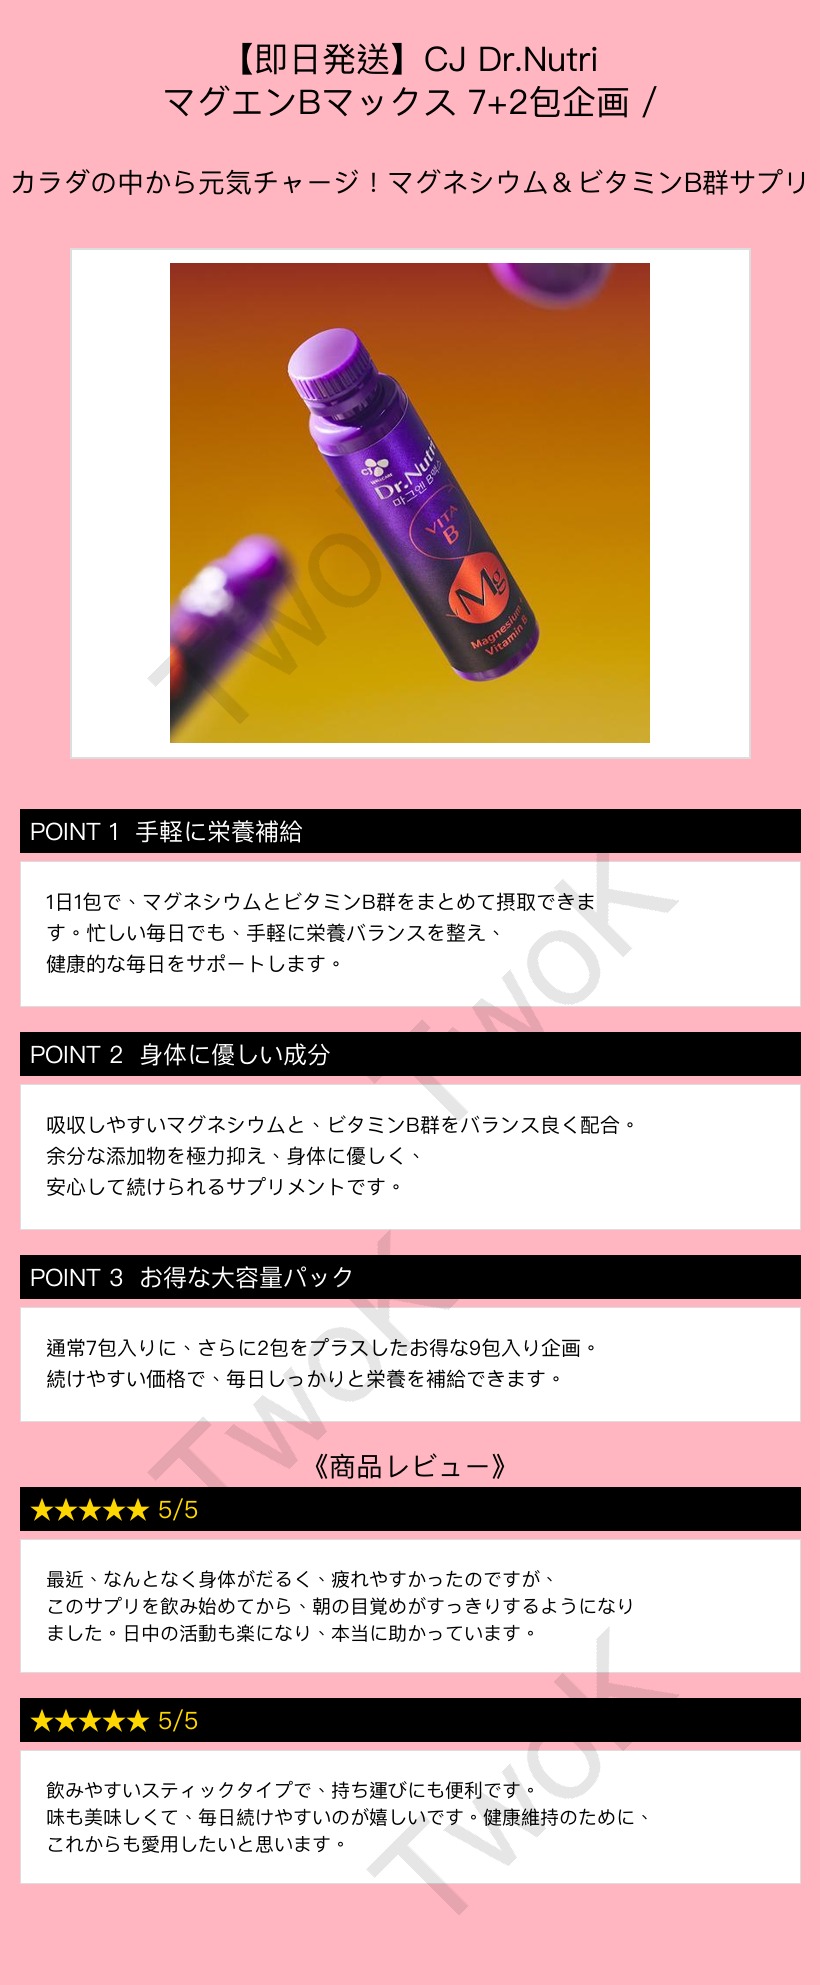 【即日発送】CJ Dr.Nutri
マグエンBマックス 7+2包企画 /
カラダの中から元気チャージ！マグネシウム＆ビタミンB群サプリ
CJ
WELLCARE
Dr.Nutri
마그엔 B맥스
VITA
B
Mg
Magnesium +
Vitamin B
TwoK
POINT 1 手軽に栄養補給
1日1包で、マグネシウムとビタミンB群をまとめて摂取できま
す。忙しい毎日でも、手軽に栄養バランスを整え、
健康的な毎日をサポートします。
TwoK
POINT 2 身体に優しい成分
吸収しやすいマグネシウムと、ビタミンB群をバランス良く配合。
余分な添加物を極力抑え、身体に優しく、
安心して続けられるサプリメントです。
POINT 3 お得な大容量パック
通常7包入りに、さらに2包をプラスしたお得な9包入り企画。
続けやすい価格で、毎日しっかりと栄養を補給できます。
TwoK
《商品レビュー》
★★★★★ 5/5
最近、なんとなく身体がだるく、疲れやすかったのですが、
このサプリを飲み始めてから、朝の目覚めがすっきりするようになり
ました。日中の活動も楽になり、本当に助かっています。
★★★★★ 5/5
飲みやすいスティックタイプで、持ち運びにも便利です。
味も美味しくて、毎日続けやすいのが嬉しいです。健康維持のために、
これからも愛用したいと思います。
TwoK